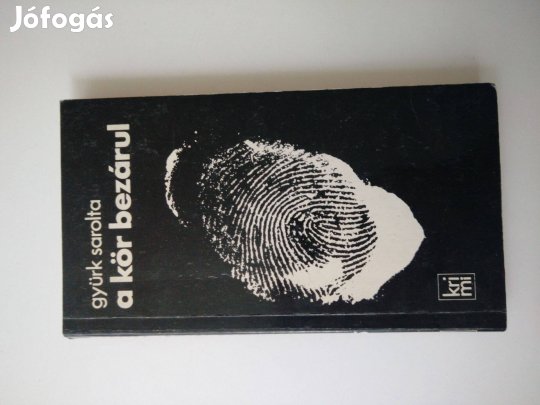 Jófogás
gyürk sarolta
a kör bezárul
kri
mi